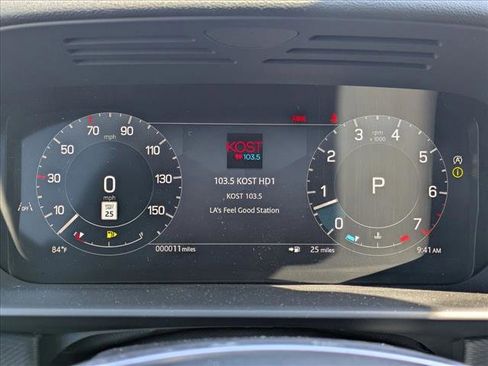 10
30
50
70
90
110
130
150
mph
0
mph
25
84°F
KOST
103.5
103.5 KOST HD1
KOST 103.5
LA's Feel Good Station
000011 miles
25 miles
0
1
2
3
4
5
6
7
rpm
x 1000
P
9:41 AM